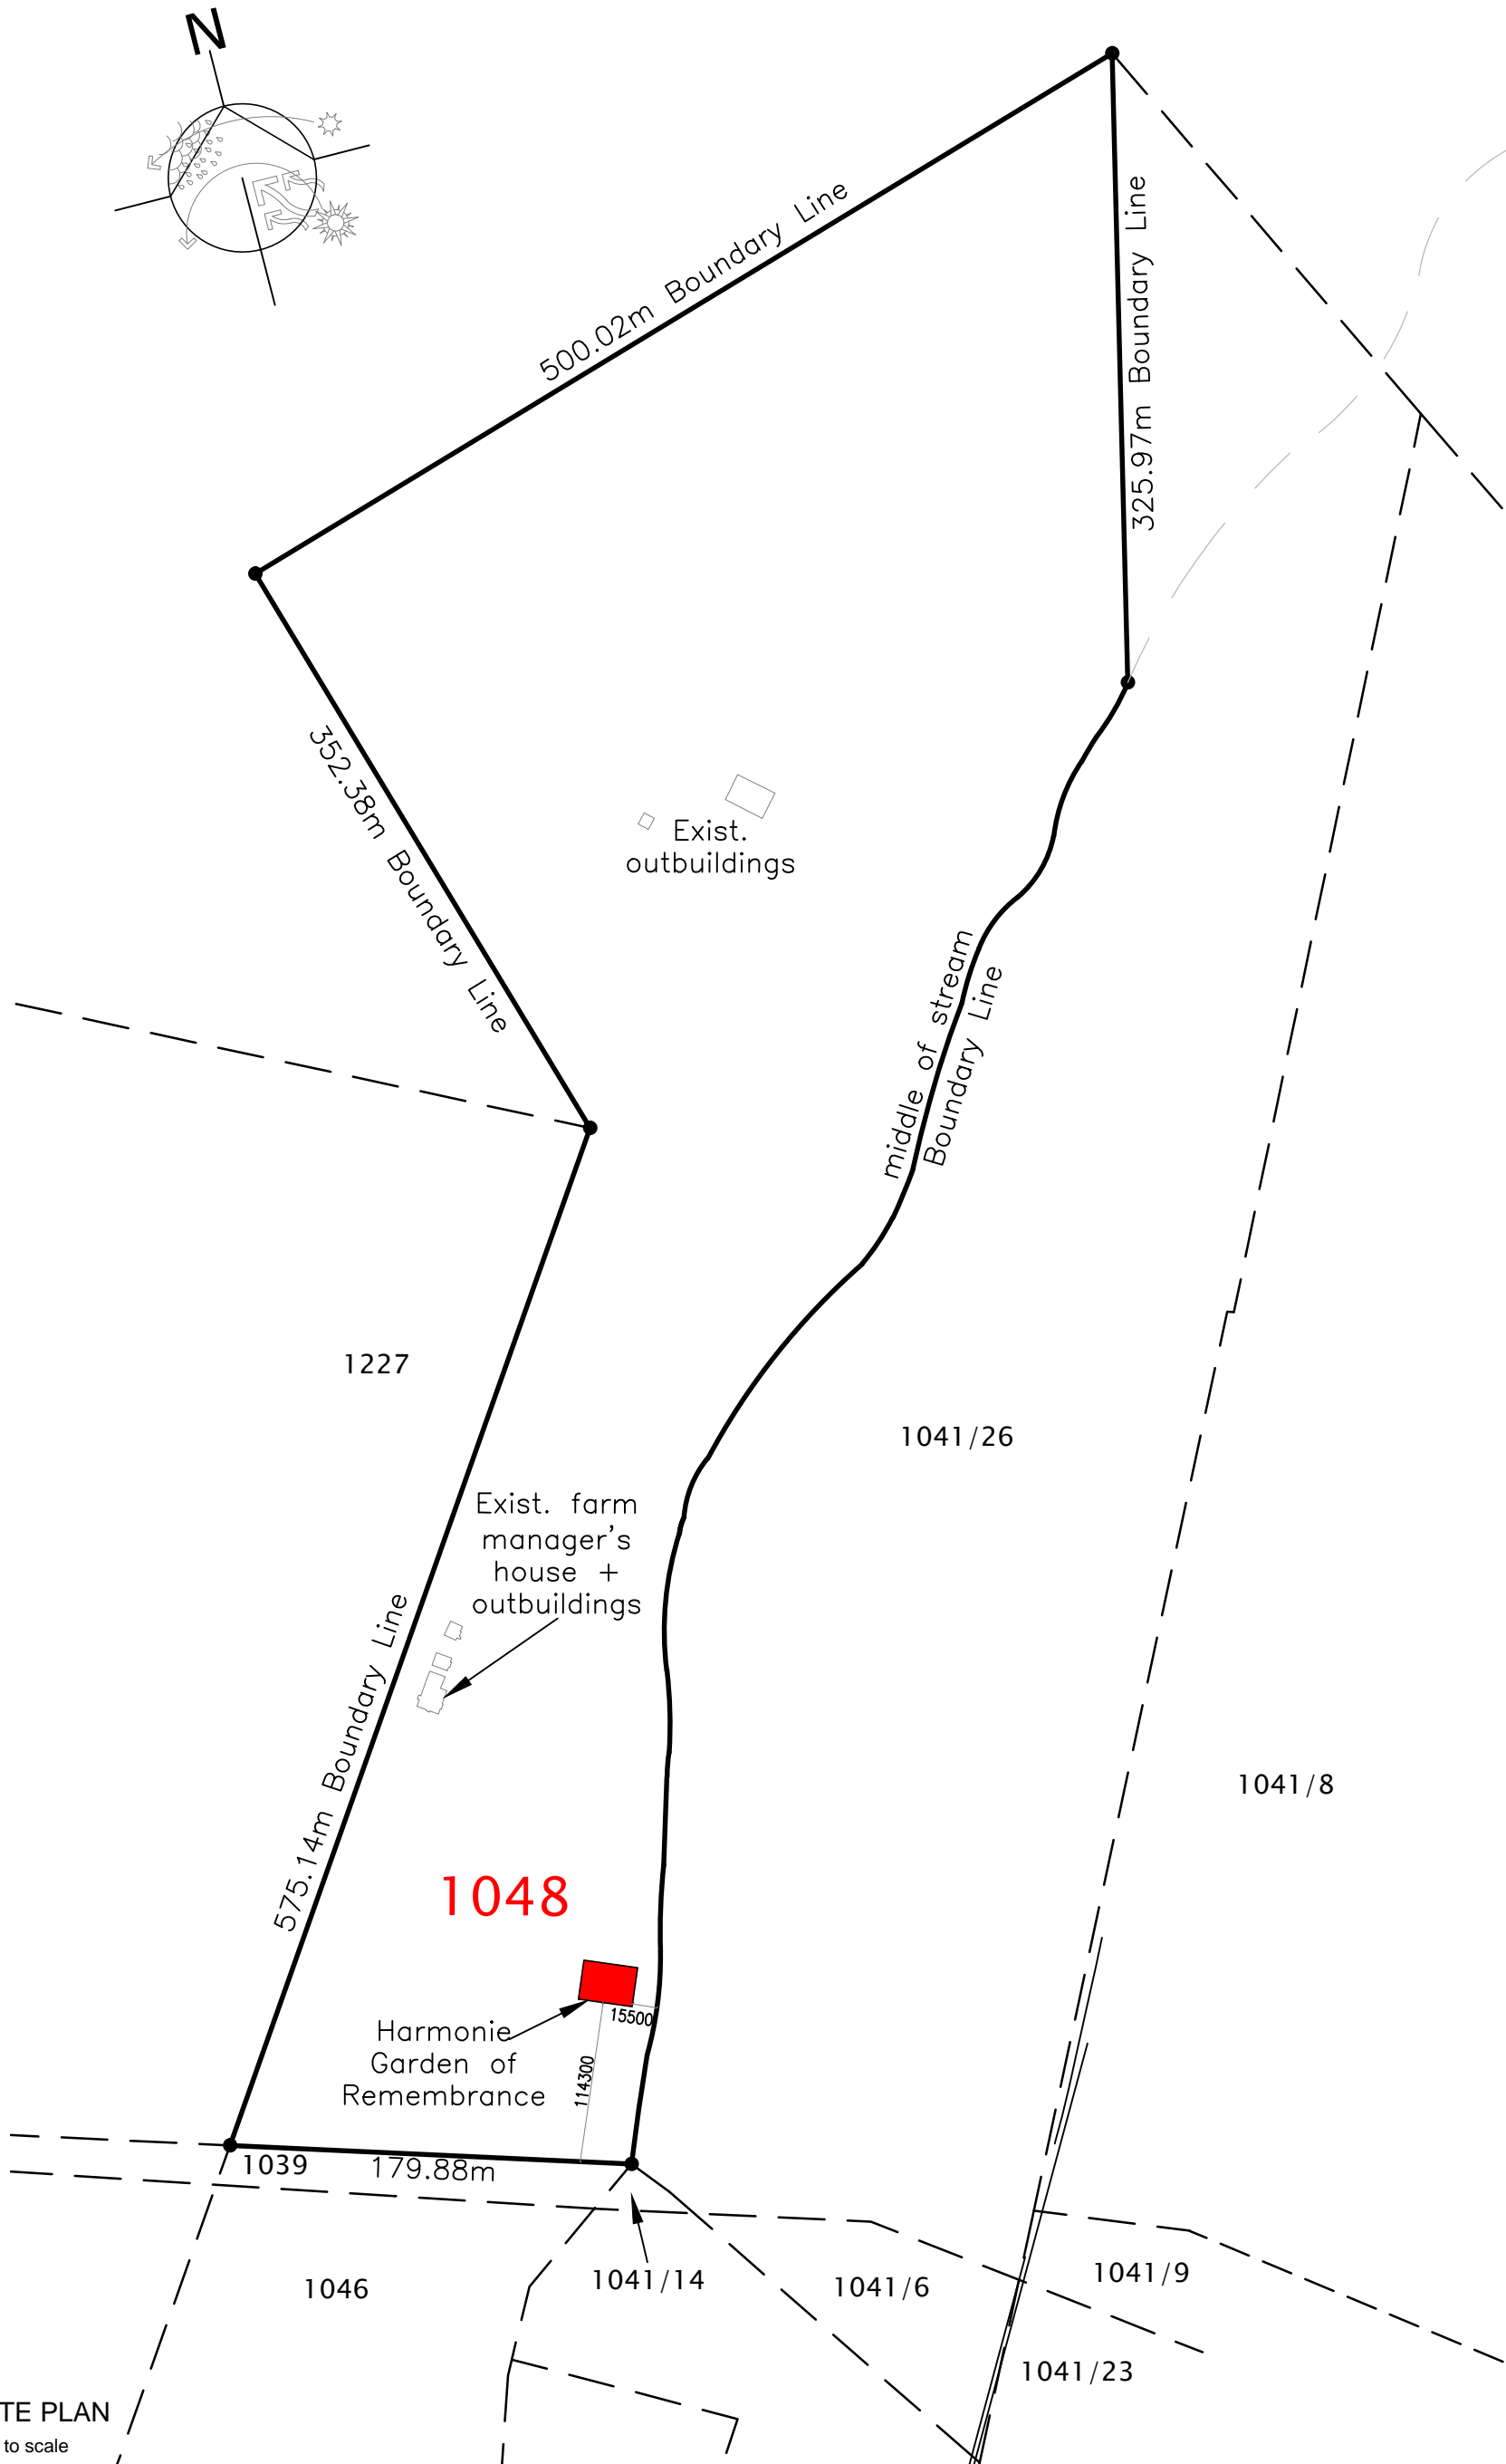 N
500.02m Boundary Line
325.97m Boundary Line
352.38m Boundary Line
Exist.
outbuildings
middle of stream
Boundary Line
1227
1041/26
Exist. farm
manager's
house +
outbuildings
575.14m Boundary Line
1041/8
1048
15500
Harmonie
Garden of
Remembrance
114300
1039
179.88m
1046
1041/14
1041/6
1041/9
1041/23
TE PLAN
to scale